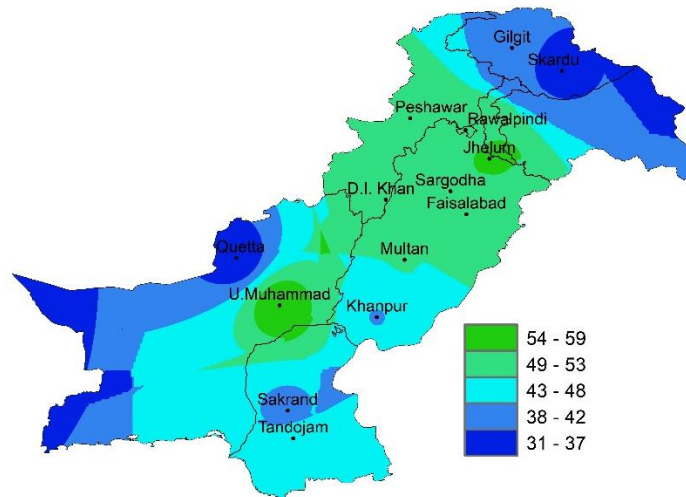 Gilgit
Skardu
Peshawar
Rawalpindi
Jhelum
Sargodha
D.I. Khan
Faisalabad
Quetta
Multan
U.Muhammad
Khanpur
54 - 59
49 - 53
43 - 48
38 - 42
31 - 37
Sakrand
Tandojam